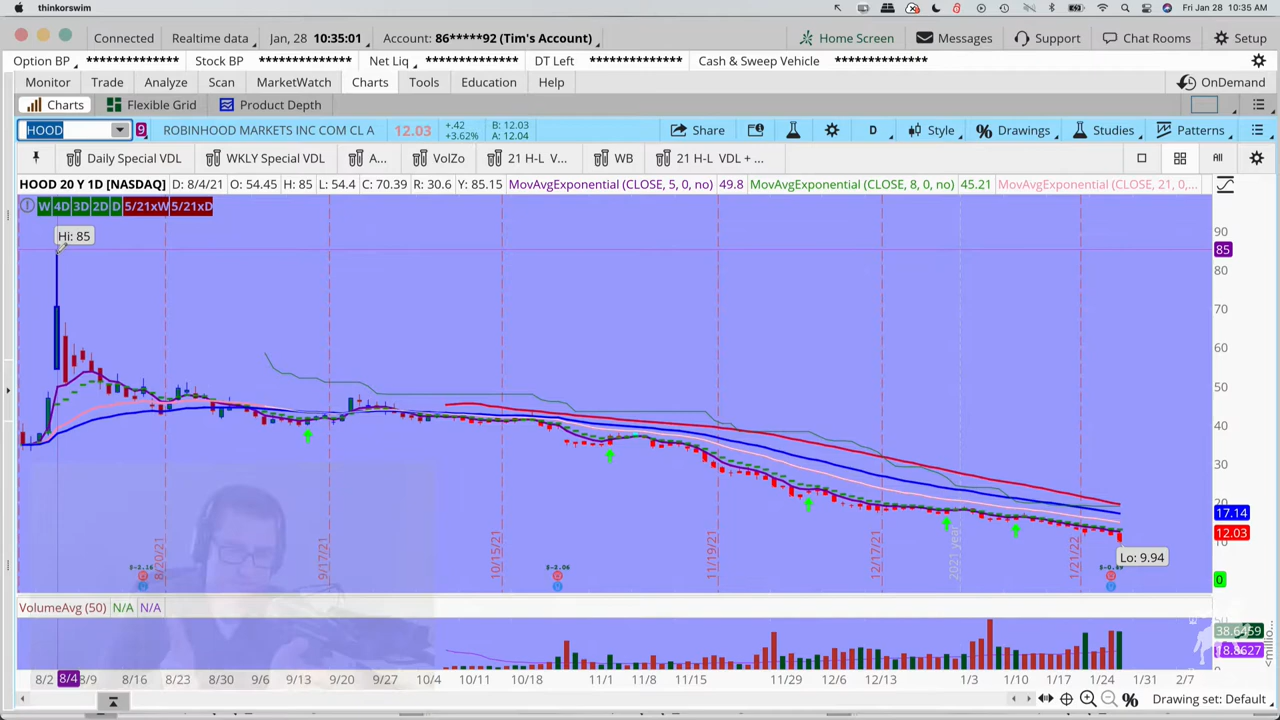 thinkorswim
Fri Jan 28 10:35 AM
Connected Realtime data Jan, 28 10:35:01 Account: 86*****92 (Tim's Account) Home Screen Messages Support Chat Rooms Setup
Option BP ************** Stock BP ************** Net Liq ************** DT Left ************** Cash & Sweep Vehicle **************
Monitor Trade Analyze Scan MarketWatch Charts Tools Education Help OnDemand
Charts Flexible Grid Product Depth
HOOD 9 ROBINHOOD MARKETS INC COM CL A 12.03 +.42 +3.62% B: 12.03 A: 12.04 Share D Style Drawings Studies Patterns
Daily Special VDL WKLY Special VDL A... VolZo 21 H-L V... WB 21 H-L VDL + ... All
HOOD 20 Y 1D [NASDAQ] D: 8/4/21 O: 54.45 H: 85 L: 54.4 C: 70.39 R: 30.6 Y: 85.15 MovAvgExponential (CLOSE, 5, 0, no) 49.8 MovAvgExponential (CLOSE, 8, 0, no) 45.21 MovAvgExponential (CLOSE, 21, 0,...
W 4D 3D 2D D 5/21xW 5/21xD
Hi: 85
90
85
80
70
60
50
40
30
20
17.14
12.03
10
Lo: 9.94
0
8/20/21 9/17/21 10/15/21 11/19/21 12/17/21 2021 year 1/21/22
$-3.16 $-2.06
VolumeAvg (50) N/A N/A
38.6459
8/2 8/4 8/9 8/16 8/23 8/30 9/6 9/13 9/20 9/27 10/4 10/11 10/18 11/1 11/8 11/15 11/29 12/6 12/13 1/3 1/10 1/18 1/24 1/31 2/7
Drawing set: Default